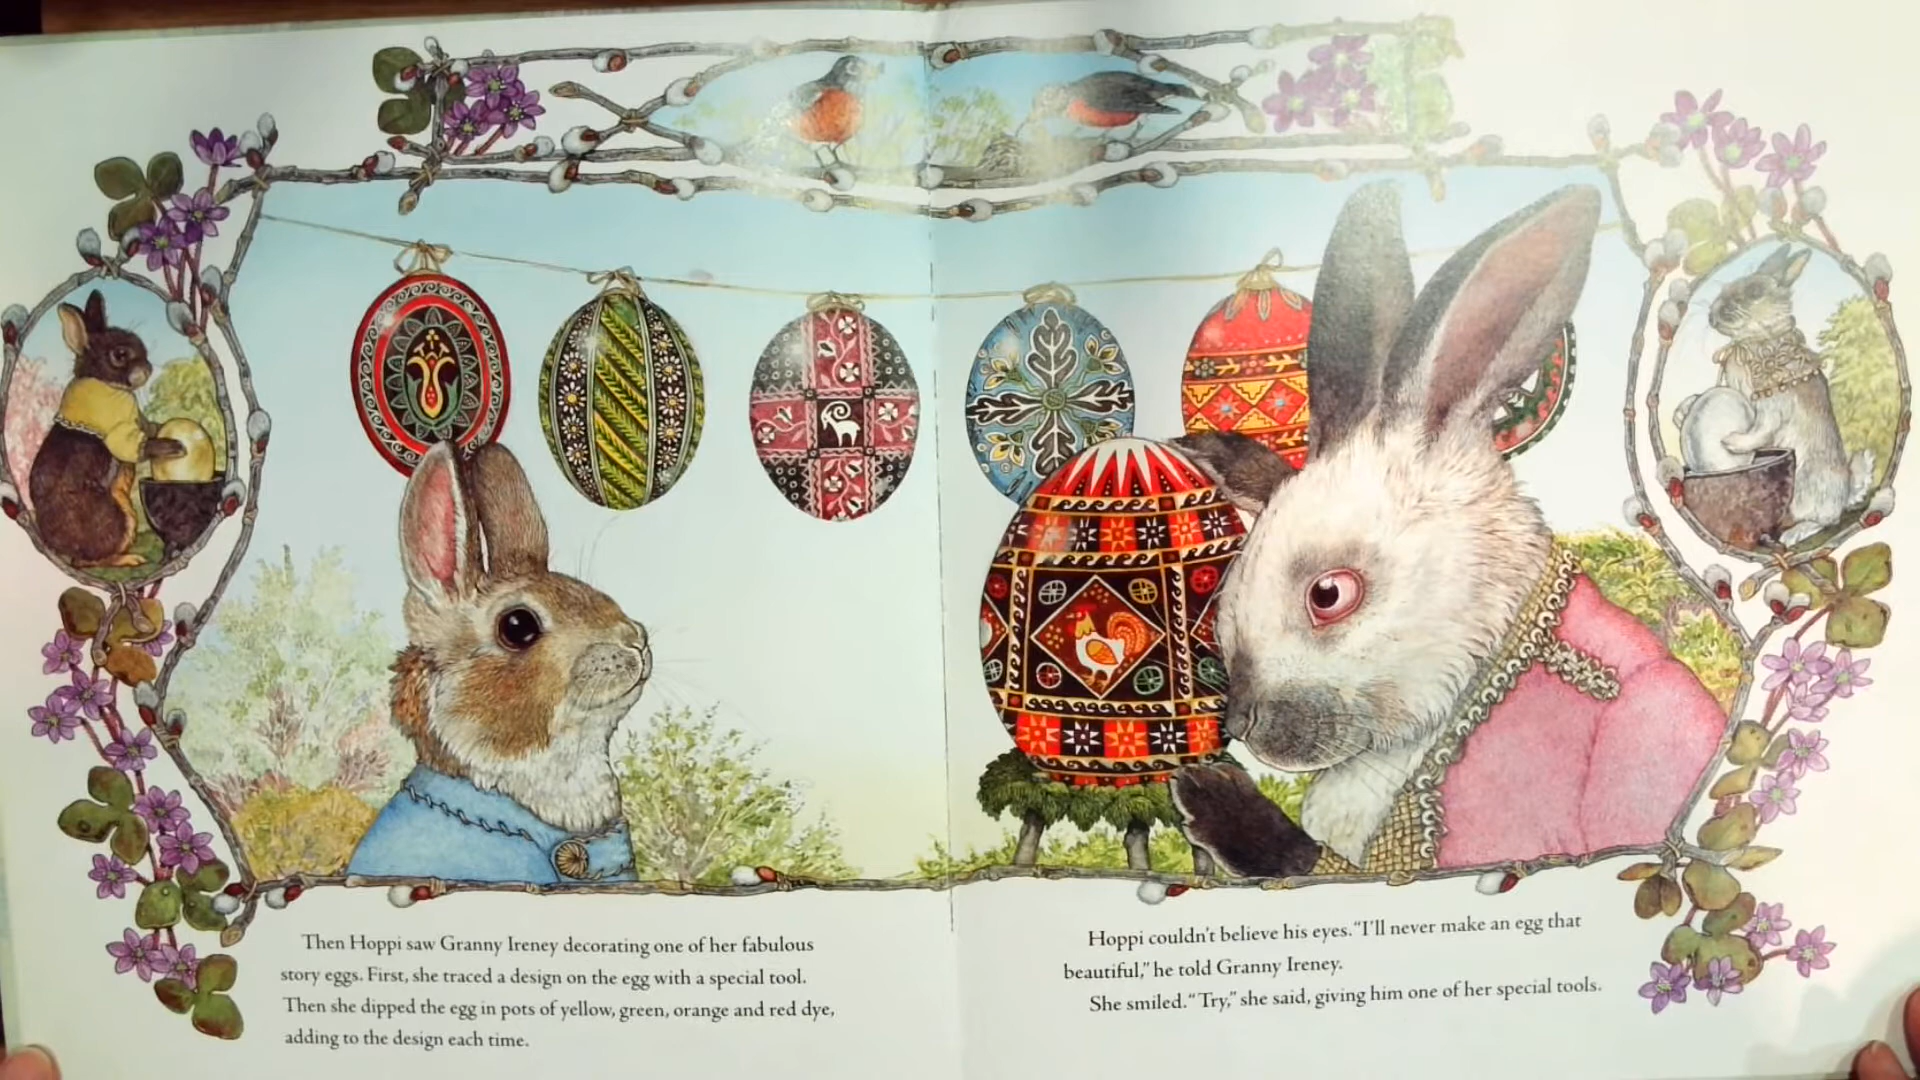 Then Hoppi saw Granny Ireney decorating one of her fabulous
story eggs. First, she traced a design on the egg with a special tool.
Then she dipped the egg in pots of yellow, green, orange and red dye,
adding to the design each time.
Hoppi couldn't believe his eyes. "I'll never make an egg that
beautiful," he told Granny Ireney.
She smiled. "Try," she said, giving him one of her special tools.